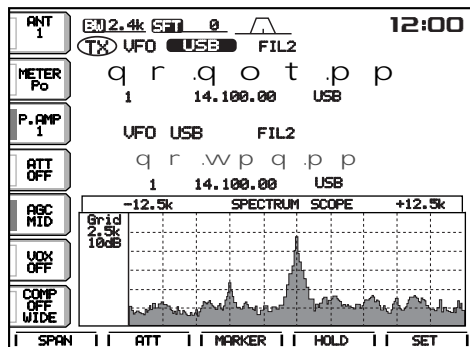 ANT 1
BW 2.4k SFT 0
12:00
TX VFO USB FIL2
METER Po
q r .q o t .p p
1 14.100.00 USB
P.AMP 1
VFO USB FIL2
ATT OFF
q r .w p q .p p
1 14.100.00 USB
AGC MID
-12.5k SPECTRUM SCOPE +12.5k
Grid 2.5k 10dB
VOX OFF
COMP OFF WIDE
SPAN ATT MARKER HOLD SET